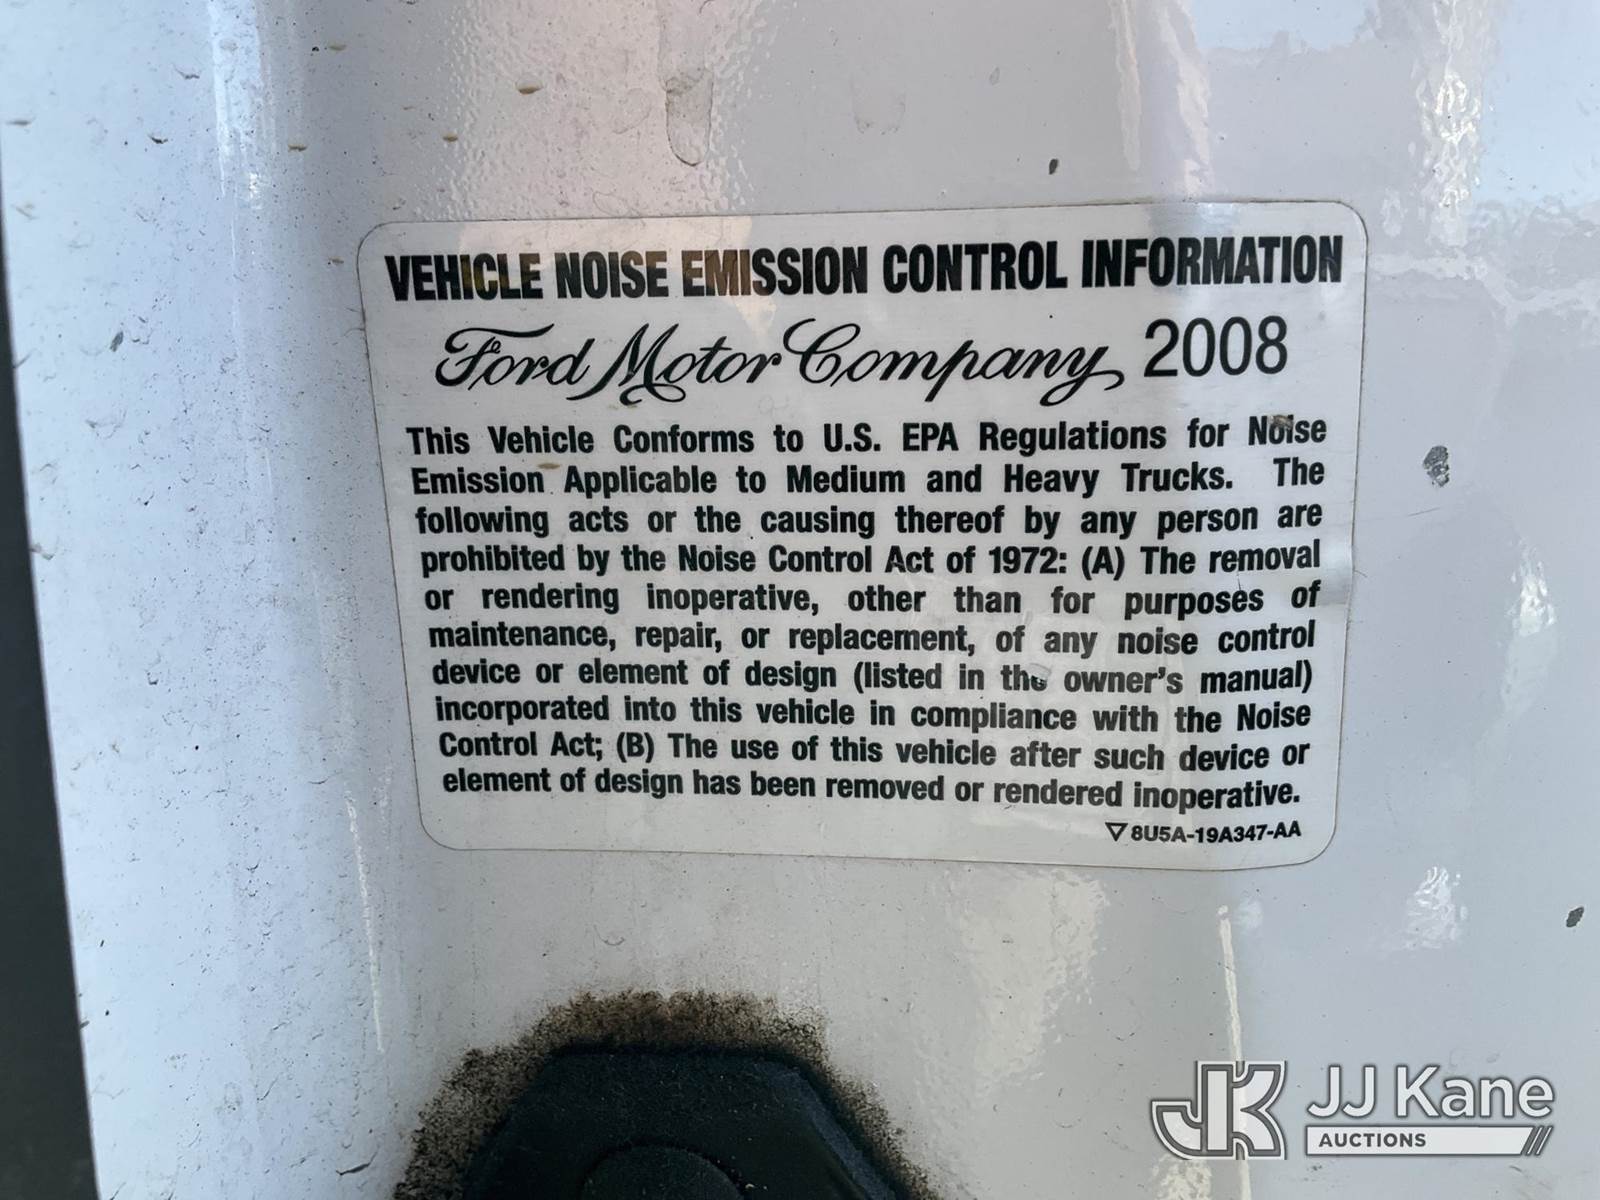 VEHICLE NOISE EMISSION CONTROL INFORMATION
Ford Motor Company 2008
This Vehicle Conforms to U.S. EPA Regulations for Noise
Emission Applicable to Medium and Heavy Trucks. The
following acts or the causing thereof by any person are
prohibited by the Noise Control Act of 1972: (A) The removal
or rendering inoperative, other than for purposes of
maintenance, repair, or replacement, of any noise control
device or element of design (listed in the owner's manual)
incorporated into this vehicle in compliance with the Noise
Control Act; (B) The use of this vehicle after such device or
element of design has been removed or rendered inoperative.
▽ 8U5A-19A347-AA
JK JJ Kane
AUCTIONS